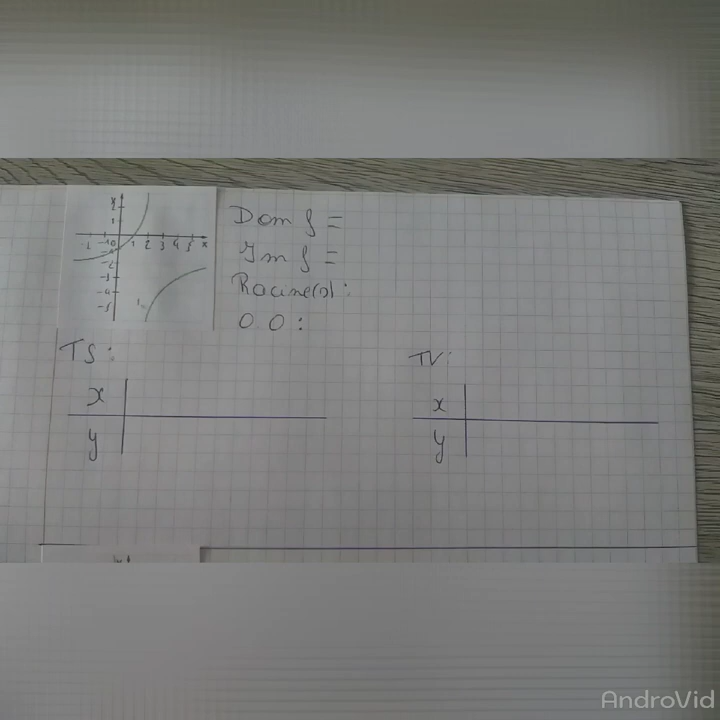 Dom f =
Im f =
Racine(s) :
O O :
TS :
x
y
TV :
x
y
AndroVid